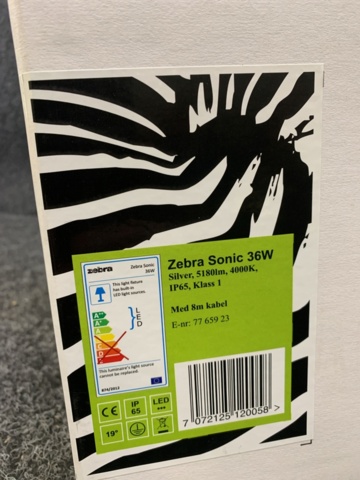 zebra Zebra Sonic
36W
This light fixture
has built-in
LED light sources.
A++
A+
A
L
E
D
This luminaire's light source
cannot be replaced.
874/2012
Zebra Sonic 36W
Silver, 5180lm, 4000K,
IP65, Klass 1
Med 8m kabel
E-nr: 77 659 23
CE
IP
65
LED
19°
7 072125 120058 >